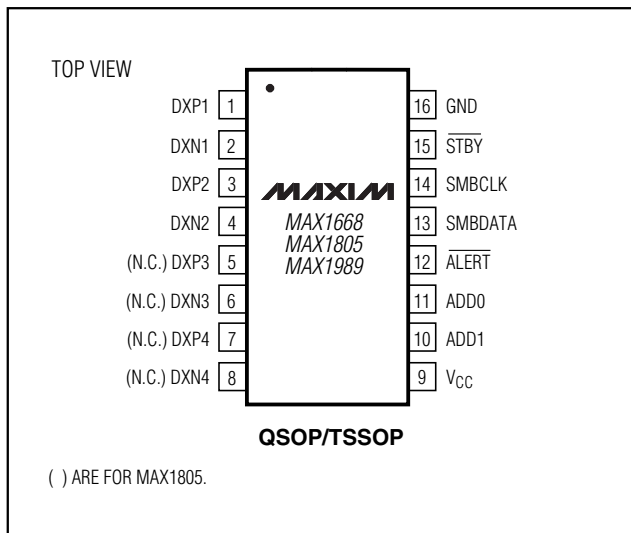 TOP VIEW
DXP1 1
DXN1 2
DXP2 3
DXN2 4
(N.C.) DXP3 5
(N.C.) DXN3 6
(N.C.) DXP4 7
(N.C.) DXN4 8
MAXIM
MAX1668
MAX1805
MAX1989
16 GND
15 STBY
14 SMBCLK
13 SMBDATA
12 ALERT
11 ADD0
10 ADD1
9 VCC
QSOP/TSSOP
( ) ARE FOR MAX1805.